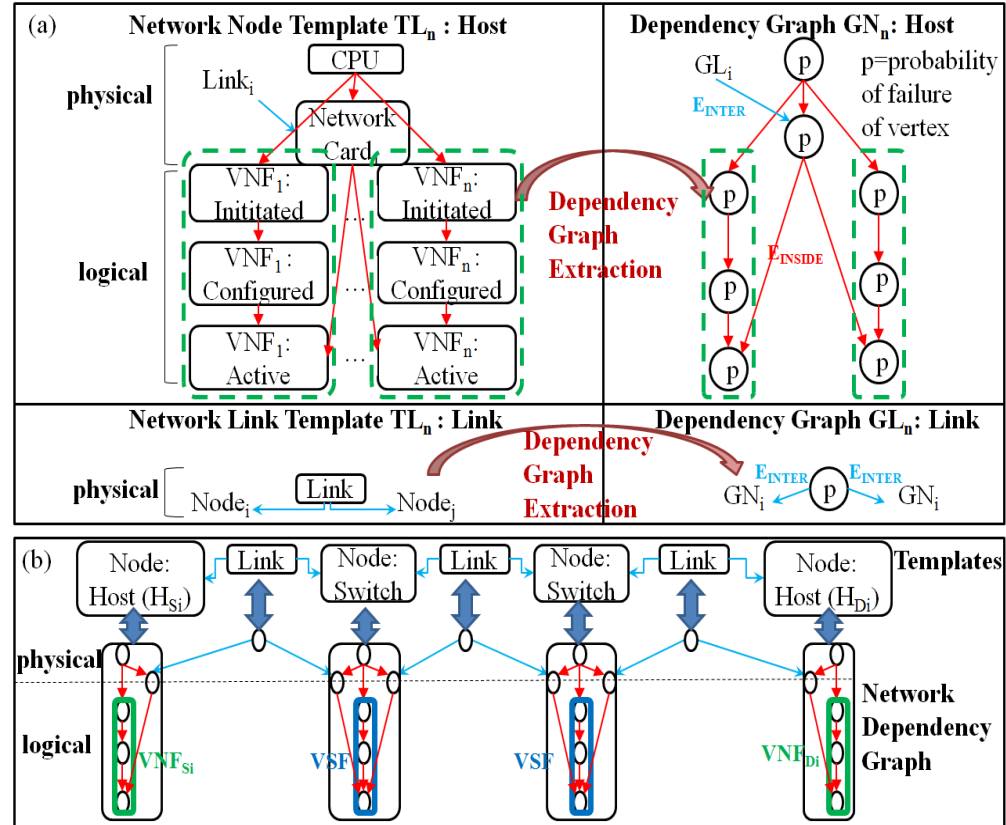 (a)
Network Node Template TLn : Host
physical
CPU
Linki
Network
Card
logical
VNF1:
Inititated
...
VNFn:
Inititated
VNF1:
Configured
...
VNFn:
Configured
VNF1:
Active
...
VNFn:
Active
Dependency
Graph
Extraction
Dependency Graph GNn: Host
GLi
EINTER
p
p=probability
of failure
of vertex
p
p
p
EINSIDE
p
p
p
p
Network Link Template TLn : Link
physical
Nodei
Link
Nodej
Dependency
Graph
Extraction
Dependency Graph GLn: Link
EINTER
EINTER
GNi
p
GNi
(b)
Node:
Host (HSi)
Link
Node:
Switch
Link
Node:
Switch
Link
Node:
Host (HDi)
Templates
physical
logical
VNFSi
VSF
VSF
VNFDi
Network
Dependency
Graph